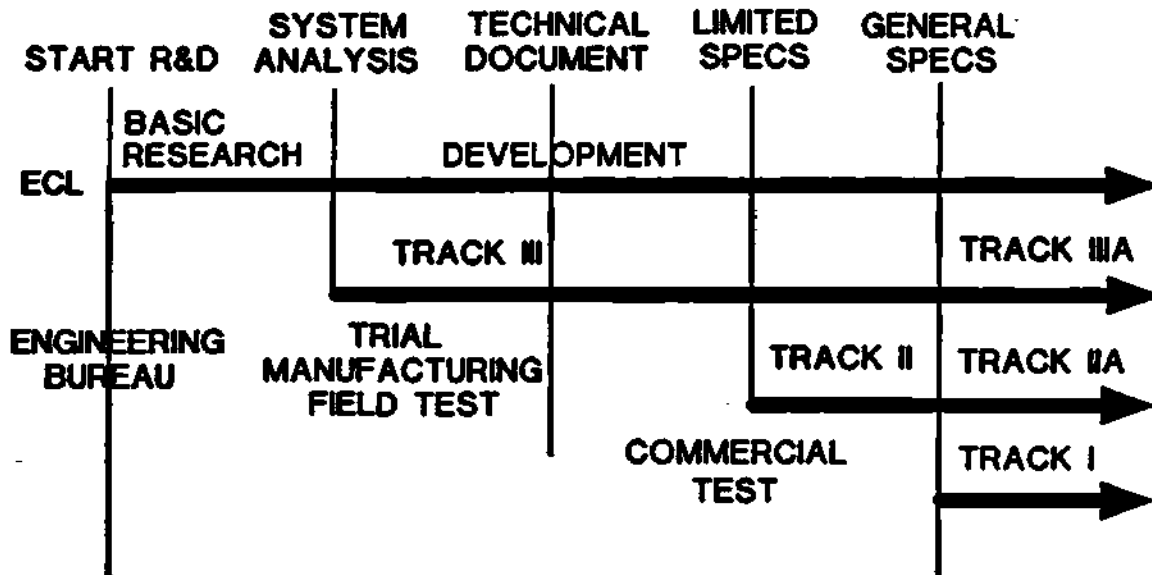 START R&D
SYSTEM
ANALYSIS
TECHNICAL
DOCUMENT
LIMITED
SPECS
GENERAL
SPECS
BASIC
RESEARCH
DEVELOPMENT
ECL
TRACK III
TRACK IIIA
ENGINEERING
BUREAU
TRIAL
MANUFACTURING
FIELD TEST
TRACK II
TRACK IIA
COMMERCIAL
TEST
TRACK I